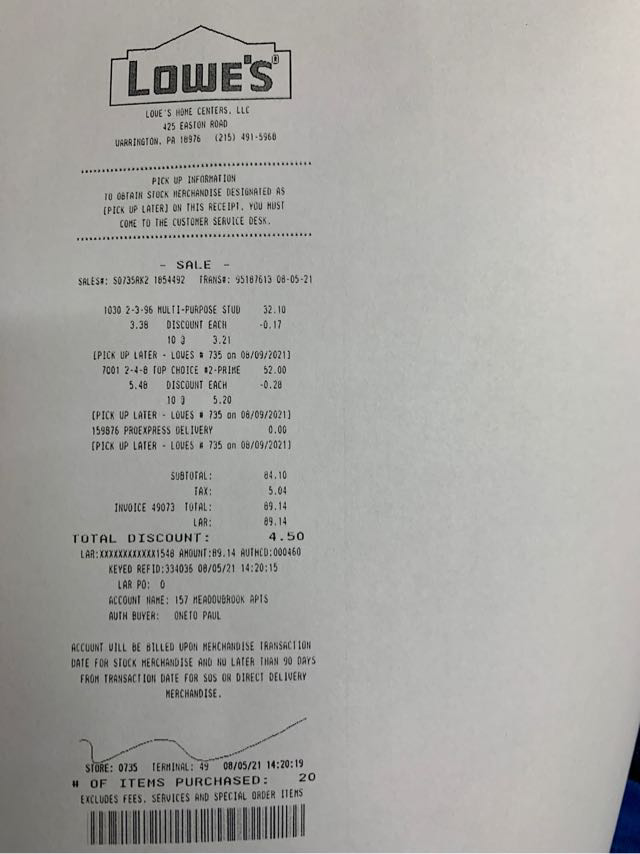 LOWE'S®
LOWE'S HOME CENTERS, LLC
425 EASTON ROAD
WARRINGTON, PA 18976 (215) 491-5960
PICK UP INFORMATION
TO OBTAIN STOCK MERCHANDISE DESIGNATED AS
[PICK UP LATER] ON THIS RECEIPT, YOU MUST
COME TO THE CUSTOMER SERVICE DESK.
- SALE -
SALES#: S0735AK2 1854492 TRANS#: 95187613 08-05-21
1030 2-3-96 MULTI-PURPOSE STUD 32.10
3.38 DISCOUNT EACH -0.17
10 @ 3.21
[PICK UP LATER - LOWES # 735 on 08/09/2021]
7001 2-4-8 TOP CHOICE #2-PRIME 52.00
5.48 DISCOUNT EACH -0.28
10 @ 5.20
[PICK UP LATER - LOWES # 735 on 08/09/2021]
159876 PROEXPRESS DELIVERY 0.00
[PICK UP LATER - LOWES # 735 on 08/09/2021]
SUBTOTAL: 84.10
TAX: 5.04
INVOICE 49073 TOTAL: 89.14
LAR: 89.14
TOTAL DISCOUNT: 4.50
LAR:XXXXXXXXXXXX1548 AMOUNT:89.14 AUTHCD:000460
KEYED REFID:334036 08/05/21 14:20:15
LAR PO: 0
ACCOUNT NAME: 157 MEADOWBROOK APTS
AUTH BUYER: ONETO PAUL
ACCOUNT WILL BE BILLED UPON MERCHANDISE TRANSACTION
DATE FOR STOCK MERCHANDISE AND NO LATER THAN 90 DAYS
FROM TRANSACTION DATE FOR SOS OR DIRECT DELIVERY
MERCHANDISE.
STORE: 0735 TERMINAL: 49 08/05/21 14:20:19
# OF ITEMS PURCHASED: 20
EXCLUDES FEES, SERVICES AND SPECIAL ORDER ITEMS